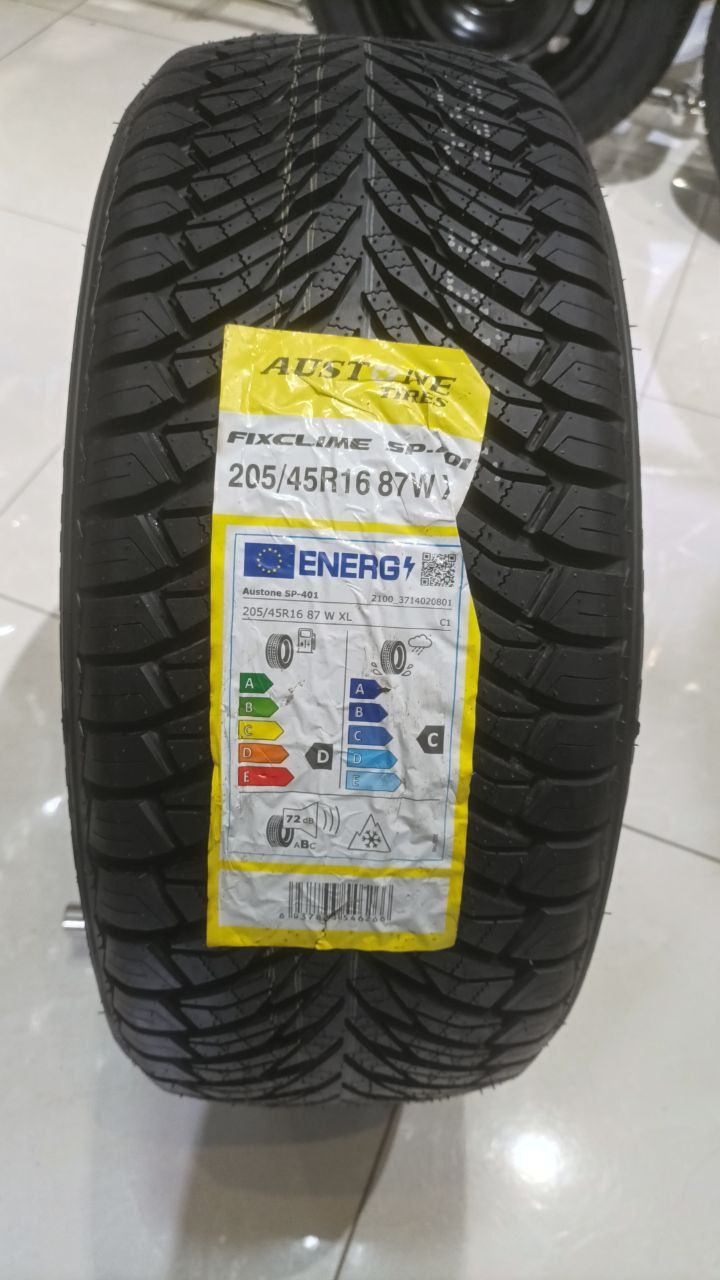 AUSTONE
TIRES
FIXCLIME SP-401
205/45R16 87W X
ENERG
Austone SP-401
2100_3714020801
205/45R16 87 W XL
C1
A
B
C
D
E
D
A
B
C
D
E
C
72 dB
ABC